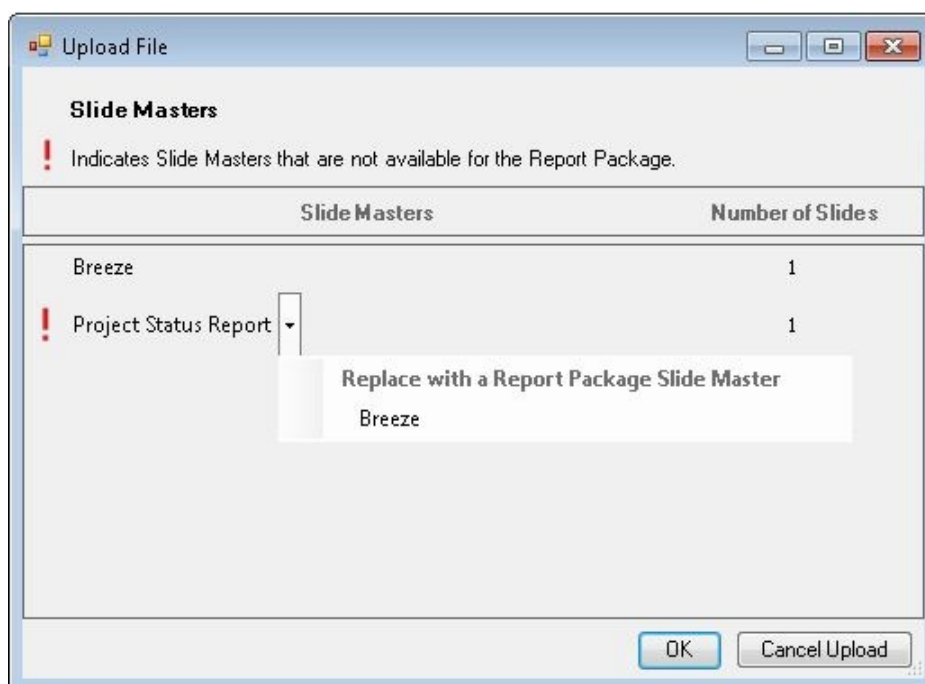 Upload File
Slide Masters
! Indicates Slide Masters that are not available for the Report Package.
Slide Masters Number of Slides
Breeze 1
! Project Status Report 1
Replace with a Report Package Slide Master
Breeze
OK Cancel Upload